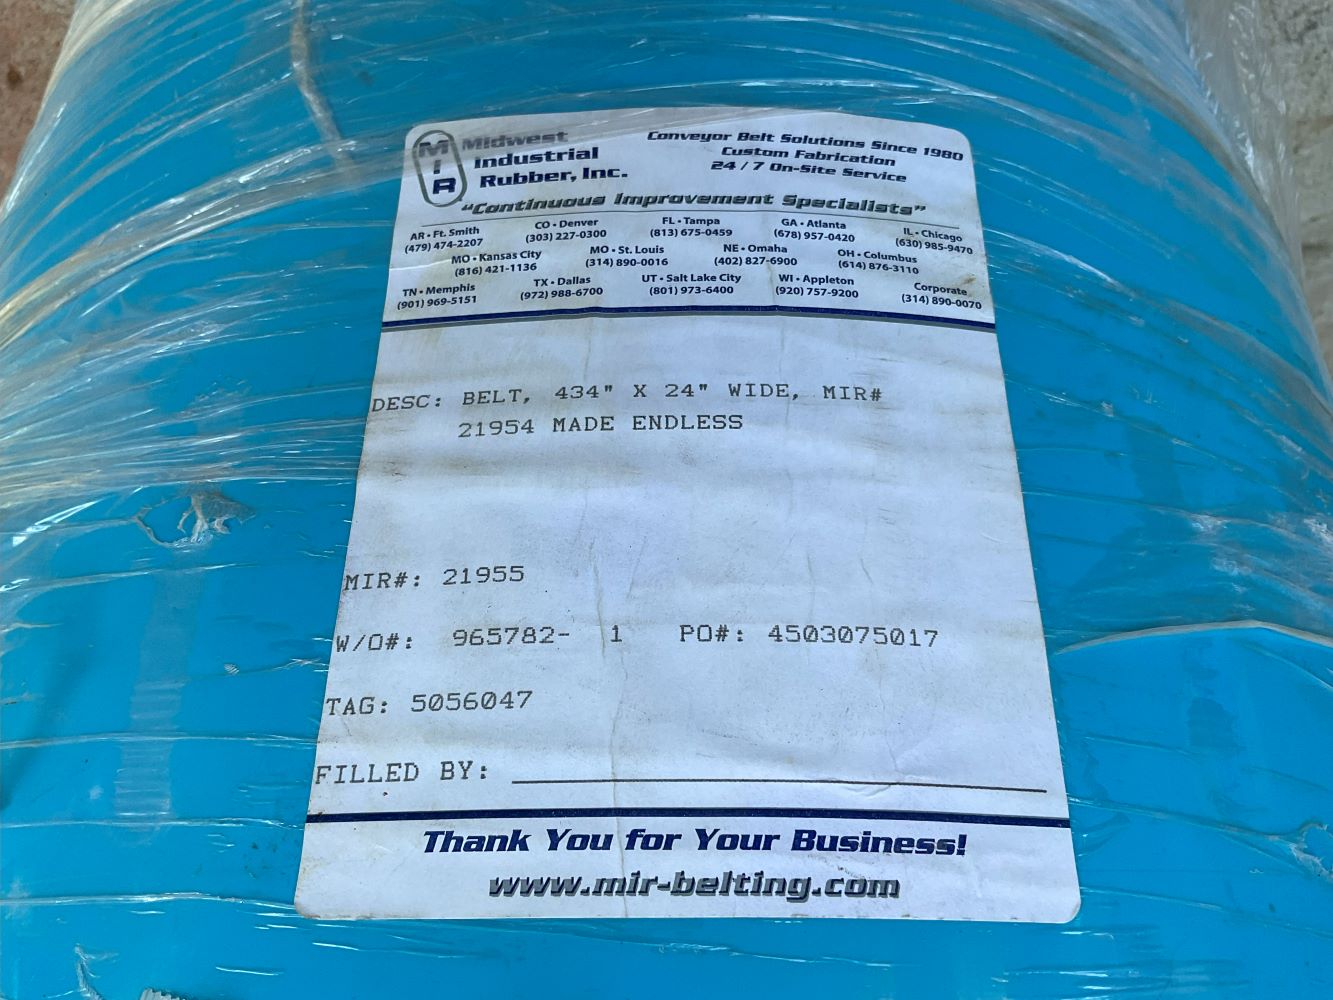 MIR
Midwest
Industrial
Rubber, Inc.
Conveyor Belt Solutions Since 1980
Custom Fabrication
24 / 7 On-Site Service
"Continuous Improvement Specialists"
AR • Ft. Smith
(479) 474-2207
CO • Denver
(303) 227-0300
FL • Tampa
(813) 675-0459
GA • Atlanta
(678) 957-0420
IL • Chicago
(630) 985-9470
MO • Kansas City
(816) 421-1136
MO • St. Louis
(314) 890-0016
NE • Omaha
(402) 827-6900
OH • Columbus
(614) 876-3110
TN • Memphis
(901) 969-5151
TX • Dallas
(972) 988-6700
UT • Salt Lake City
(801) 973-6400
WI • Appleton
(920) 757-9200
Corporate
(314) 890-0070
DESC: BELT, 434" X 24" WIDE, MIR#
21954 MADE ENDLESS
MIR#: 21955
W/O#: 965782- 1 PO#: 4503075017
TAG: 5056047
FILLED BY:
Thank You for Your Business!
www.mir-belting.com